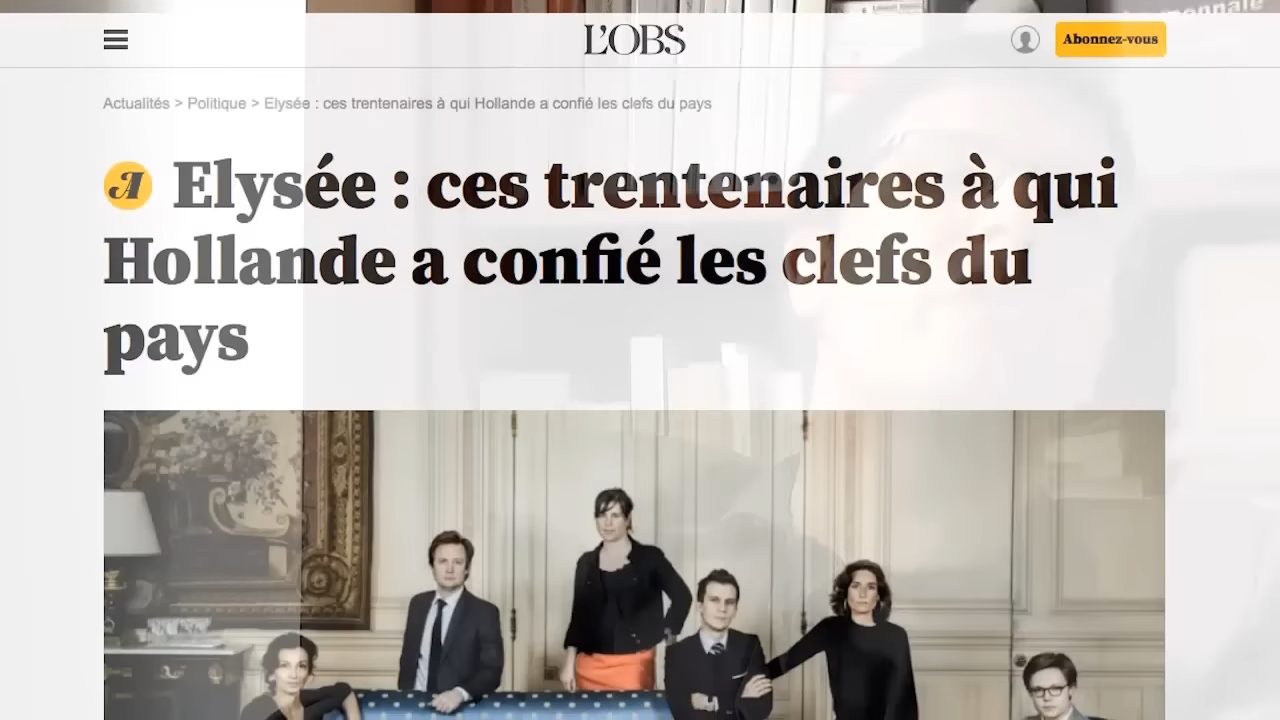 L'OBS
Abonnez-vous
Actualités > Politique > Elysée : ces trentenaires à qui Hollande a confié les clefs du pays
A Elysée : ces trentenaires à qui
Hollande a confié les clefs du
pays